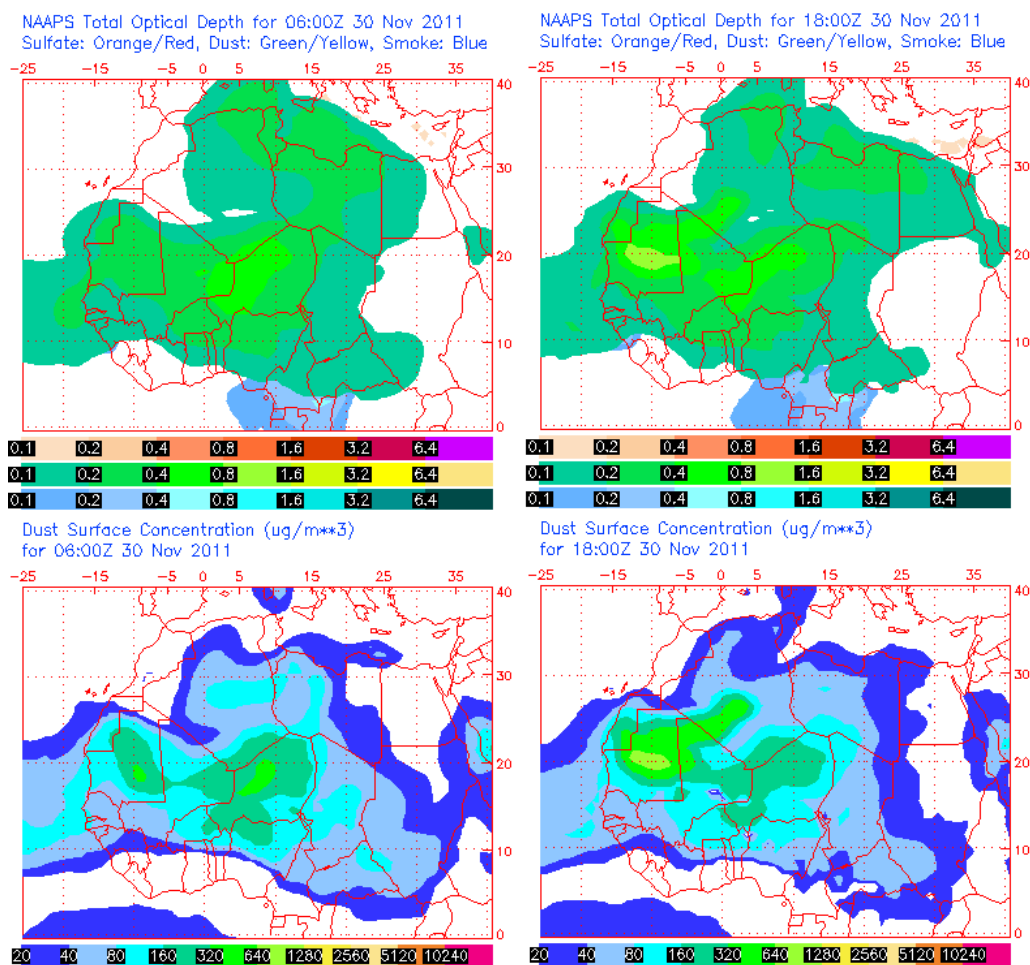 NAAPS Total Optical Depth for 06:00Z 30 Nov 2011
Sulfate: Orange/Red, Dust: Green/Yellow, Smoke: Blue
-15 -5 0 5 15 25 35
40
30
20
10
0
0.1 0.2 0.4 0.8 1.6 3.2 6.4
0.1 0.2 0.4 0.8 1.6 3.2 6.4
0.1 0.2 0.4 0.8 1.6 3.2 6.4
NAAPS Total Optical Depth for 18:00Z 30 Nov 2011
Sulfate: Orange/Red, Dust: Green/Yellow, Smoke: Blue
-15 -5 0 5 15 25 35
40
30
20
10
0
0.1 0.2 0.4 0.8 1.6 3.2 6.4
0.1 0.2 0.4 0.8 1.6 3.2 6.4
0.1 0.2 0.4 0.8 1.6 3.2 6.4
Dust Surface Concentration (ug/m**3)
for 06:00Z 30 Nov 2011
-15 -5 0 5 15 25 35
40
30
20
10
0
20 40 80 160 320 640 1280 2560 5120 10240
Dust Surface Concentration (ug/m**3)
for 18:00Z 30 Nov 2011
-15 -5 0 5 15 25 35
40
30
20
10
0
20 40 80 160 320 640 1280 2560 5120 10240